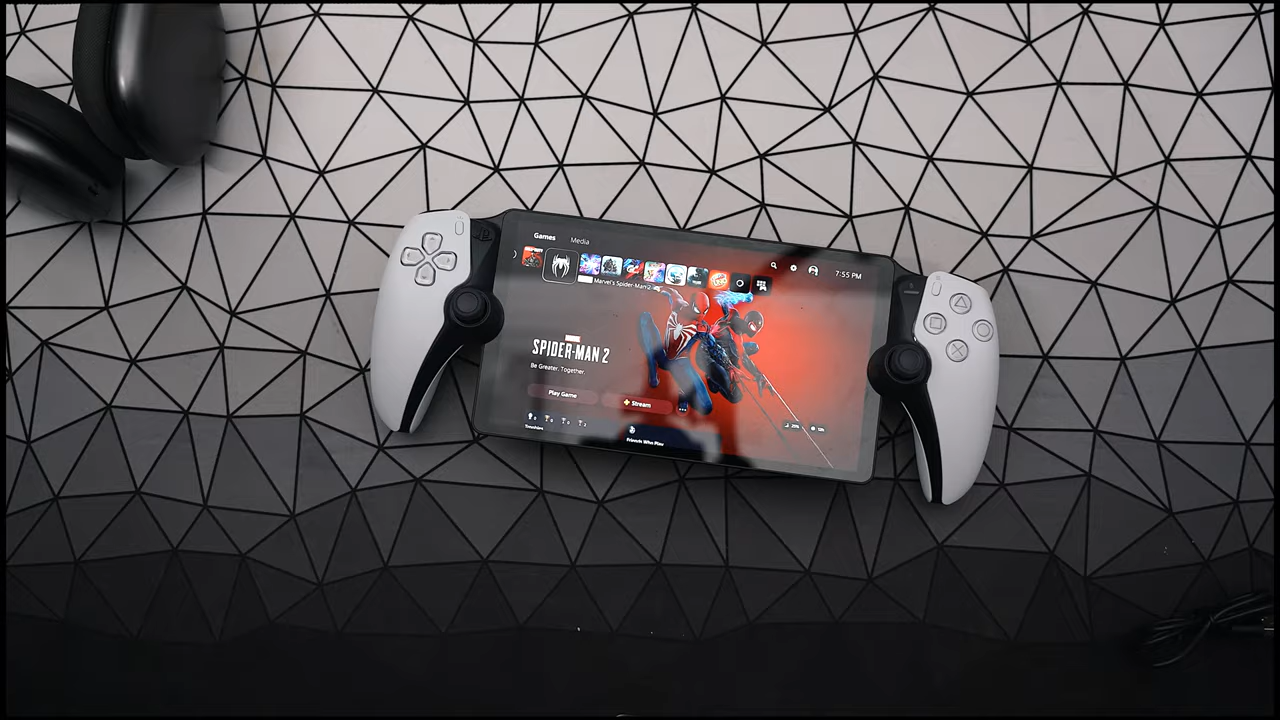 Games Media
7:55 PM
Marvel's Spider-Man 2
MARVEL
SPIDER-MAN 2
Be Greater. Together.
Play Game
Stream
Friends Who Play